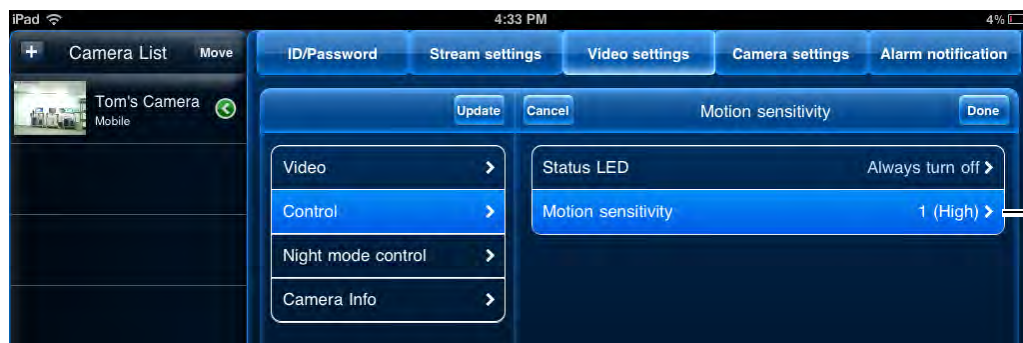 iPad 4:33 PM 4%
+ Camera List Move
ID/Password Stream settings Video settings Camera settings Alarm notification
Tom's Camera
Mobile
Update Cancel Motion sensitivity Done
Video
Control
Night mode control
Camera Info
Status LED Always turn off
Motion sensitivity 1 (High)